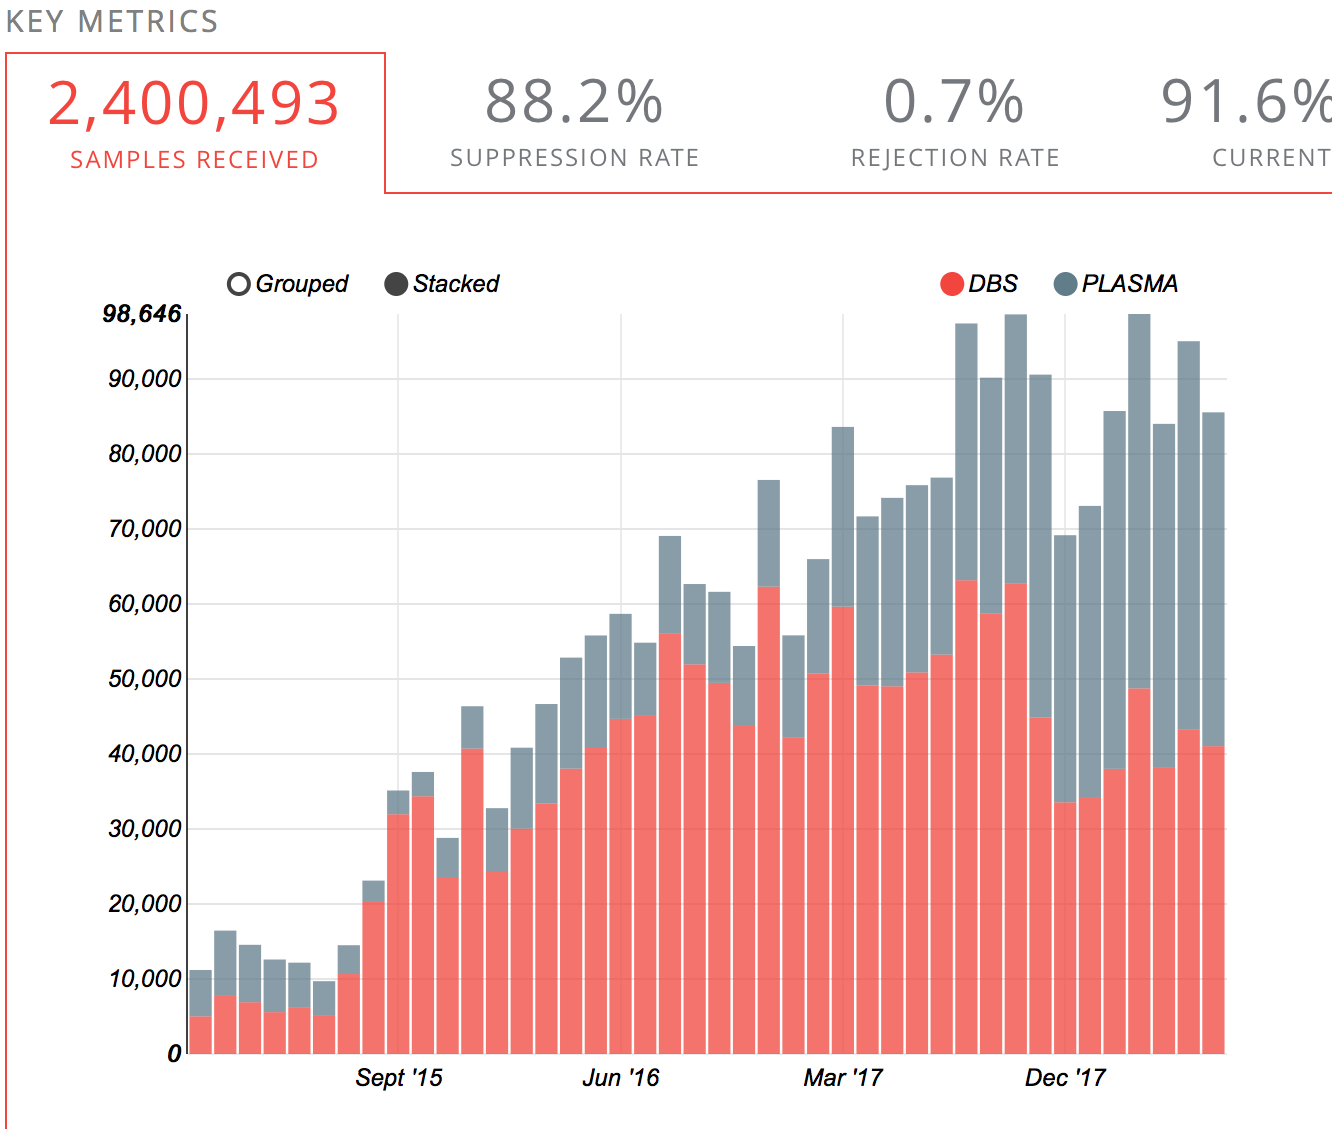 KEY METRICS
2,400,493
SAMPLES RECEIVED
88.2%
SUPPRESSION RATE
0.7%
REJECTION RATE
91.6%
CURRENT
Grouped Stacked DBS PLASMA
98,646
90,000
80,000
70,000
60,000
50,000
40,000
30,000
20,000
10,000
0
Sept '15 Jun '16 Mar '17 Dec '17